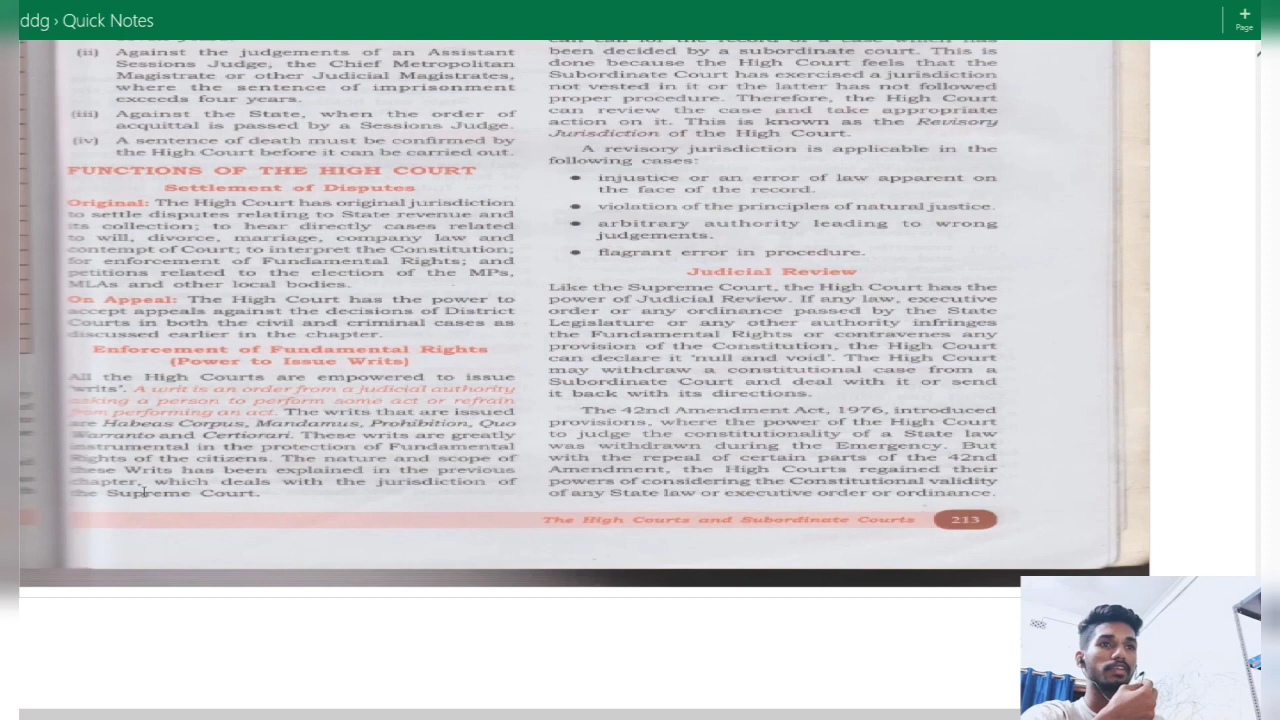 ddg › Quick Notes
+
Page
(ii) Against the judgements of an Assistant
Sessions Judge, the Chief Metropolitan
Magistrate or other Judicial Magistrates,
where the sentence of imprisonment
exceeds four years.
(iii) Against the State, when the order of
acquittal is passed by a Sessions Judge.
(iv) A sentence of death must be confirmed by
the High Court before it can be carried out.
FUNCTIONS OF THE HIGH COURT
Settlement of Disputes
Original: The High Court has original jurisdiction
to settle disputes relating to State revenue and
its collection; to hear directly cases related
to will, divorce, marriage, company law and
contempt of Court; to interpret the Constitution;
for enforcement of Fundamental Rights; and
petitions related to the election of the MPs,
MLAs and other local bodies.
On Appeal: The High Court has the power to
accept appeals against the decisions of District
Courts in both the civil and criminal cases as
discussed earlier in the chapter.
Enforcement of Fundamental Rights
(Power to Issue Writs)
All the High Courts are empowered to issue
'writs'. A writ is an order from a judicial authority
asking a person to perform some act or refrain
from performing an act. The writs that are issued
are Habeas Corpus, Mandamus, Prohibition, Quo
Warranto and Certiorari. These writs are greatly
instrumental in the protection of Fundamental
Rights of the citizens. The nature and scope of
these Writs has been explained in the previous
chapter, which deals with the jurisdiction of
the Supreme Court.
can call for the record of a case which has
been decided by a subordinate court. This is
done because the High Court feels that the
Subordinate Court has exercised a jurisdiction
not vested in it or the latter has not followed
proper procedure. Therefore, the High Court
can review the case and take appropriate
action on it. This is known as the Revisory
Jurisdiction of the High Court.
A revisory jurisdiction is applicable in the
following cases:
• injustice or an error of law apparent on
the face of the record.
• violation of the principles of natural justice.
• arbitrary authority leading to wrong
judgements.
• flagrant error in procedure.
Judicial Review
Like the Supreme Court, the High Court has the
power of Judicial Review. If any law, executive
order or any ordinance passed by the State
Legislature or any other authority infringes
the Fundamental Rights or contravenes any
provision of the Constitution, the High Court
can declare it 'null and void'. The High Court
may withdraw a constitutional case from a
Subordinate Court and deal with it or send
it back with its directions.
The 42nd Amendment Act, 1976, introduced
provisions, where the power of the High Court
to judge the constitutionality of a State law
was withdrawn during the Emergency. But
with the repeal of certain parts of the 42nd
Amendment, the High Courts regained their
powers of considering the Constitutional validity
of any State law or executive order or ordinance.
The High Courts and Subordinate Courts 213